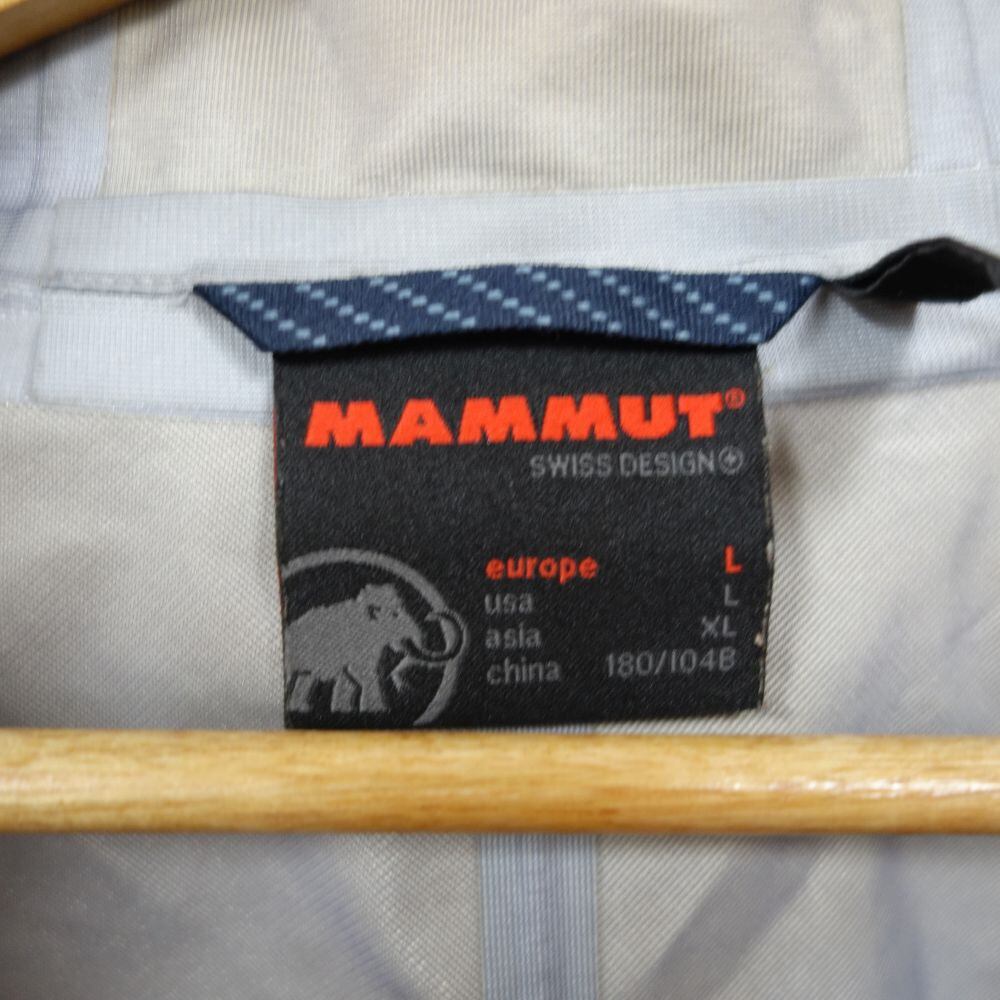 MAMMUT®
SWISS DESIGN
europe L
usa L
asia XL
china 180/104B